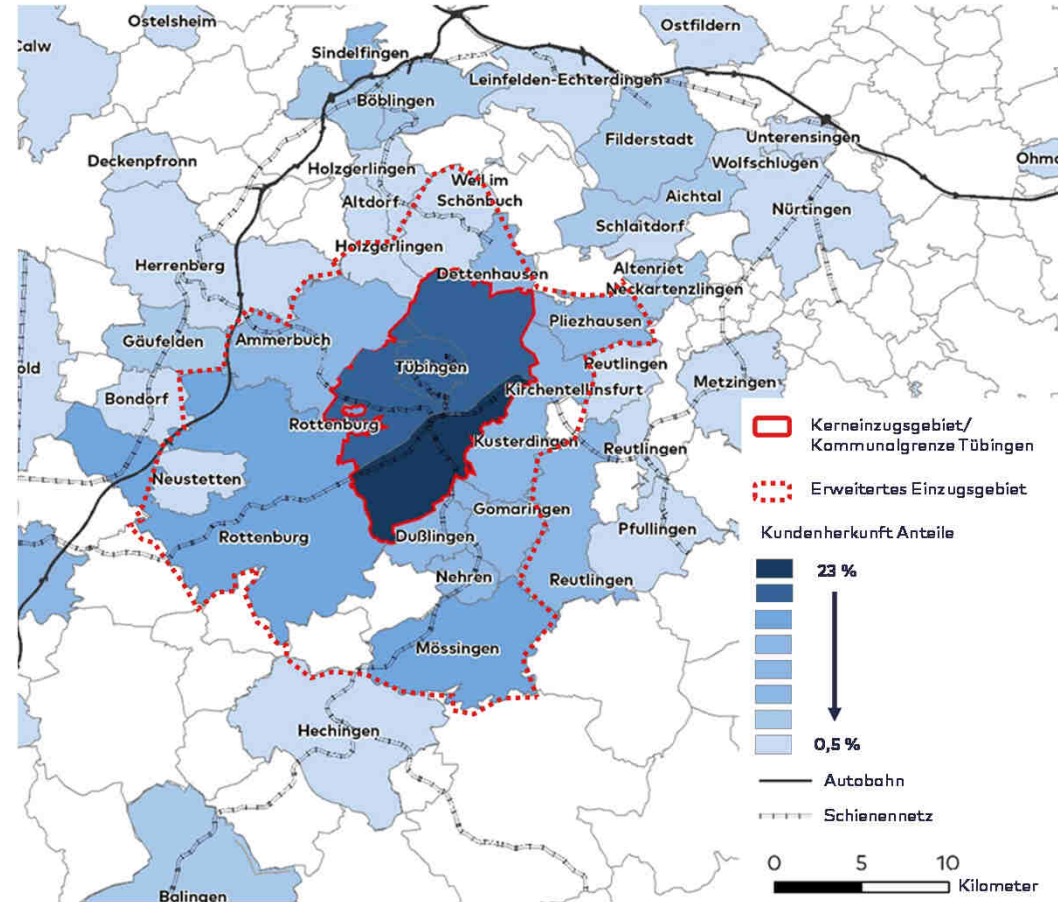 Ostelsheim
Ostfildern
Calw
Sindelfingen
Leinfelden-Echterdingen
Böblingen
Filderstadt
Unterensingen
Deckenpfronn
Holzgerlingen
Wolfschlugen
Ohmd
Weil im
Schönbuch
Altdorf
Aichtal
Nürtingen
Schlaitdorf
Holzgerlingen
Herrenberg
Dettenhausen
Altenriet
Neckartenzlingen
Pliezhausen
Gäufelden
Ammerbuch
Tübingen
Reutlingen
old
Kirchentellinsfurt
Metzingen
Bondorf
Rottenburg
Kusterdingen
Reutlingen
Neustetten
Gomaringen
Pfullingen
Rottenburg
Dußlingen
Nehren
Reutlingen
Mössingen
Hechingen
Balingen
Kerneinzugsgebiet/
Kommunalgrenze Tübingen
Erweitertes Einzugsgebiet
Kundenherkunft Anteile
23 %
0,5 %
Autobahn
Schienennetz
0 5 10
Kilometer